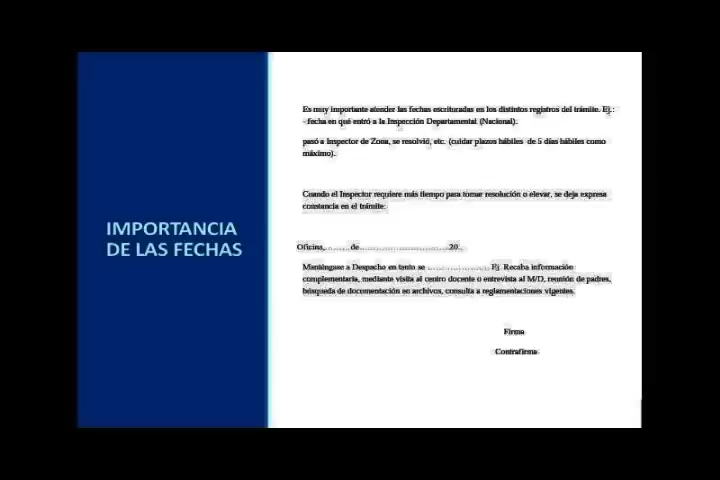 IMPORTANCIA
DE LAS FECHAS
Es muy importante atender las fechas escrituradas en los distintos registros del trámite. Ej.:
- fecha en qué entró a la Inspección Departamental (Nacional).
pasó a Inspector de Zona, se resolvió, etc. (cuidar plazos hábiles de 5 días hábiles como
máximo).
Cuando el Inspector requiere más tiempo para tomar resolución o elevar, se deja expresa
constancia en el trámite:
Oficina,……… de…………………………20…
Manténgase a Despacho en tanto se …………………. Ej. Recaba información
complementaria, mediante visita al centro docente o entrevista al M/D, reunión de padres,
búsqueda de documentación en archivos, consulta a reglamentaciones vigentes.
Firma
Contrafirma